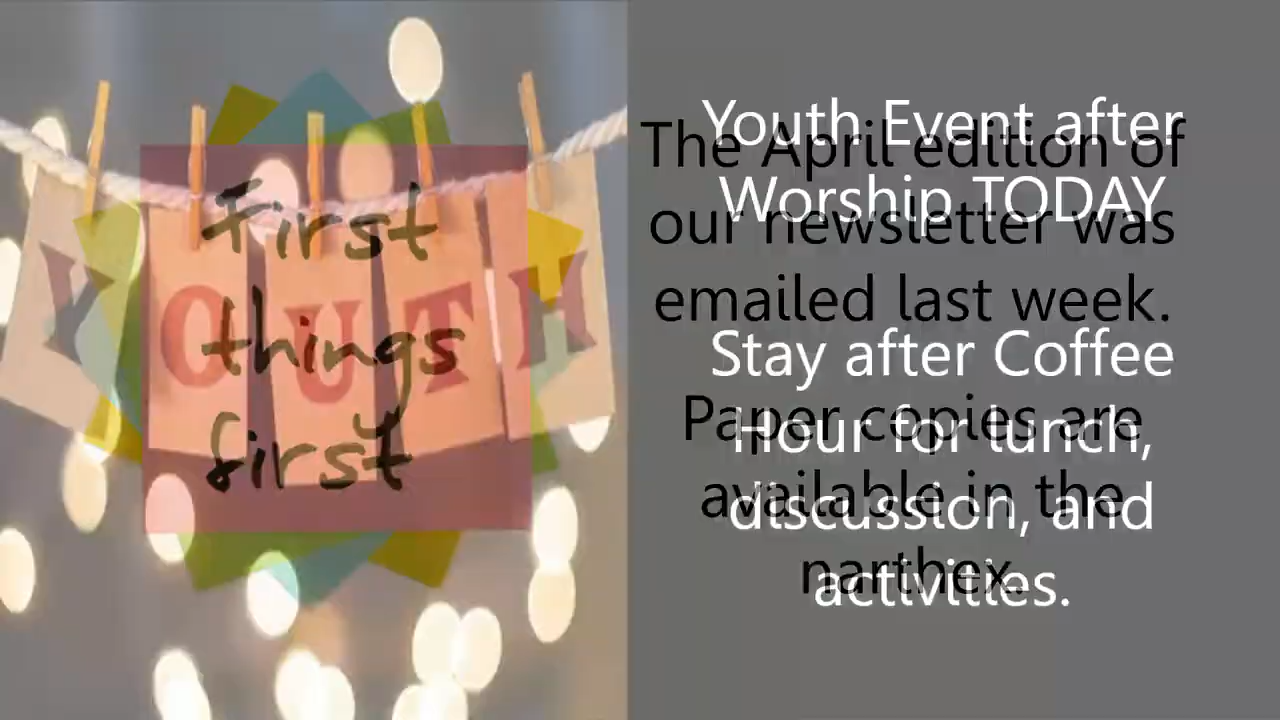 First
things
first
YOUTH
Youth Event after
Worship TODAY
Stay after Coffee
Hour for lunch,
discussion, and
activities.
The April edition of
our newsletter was
emailed last week.
Paper copies are
available in the
narthex.